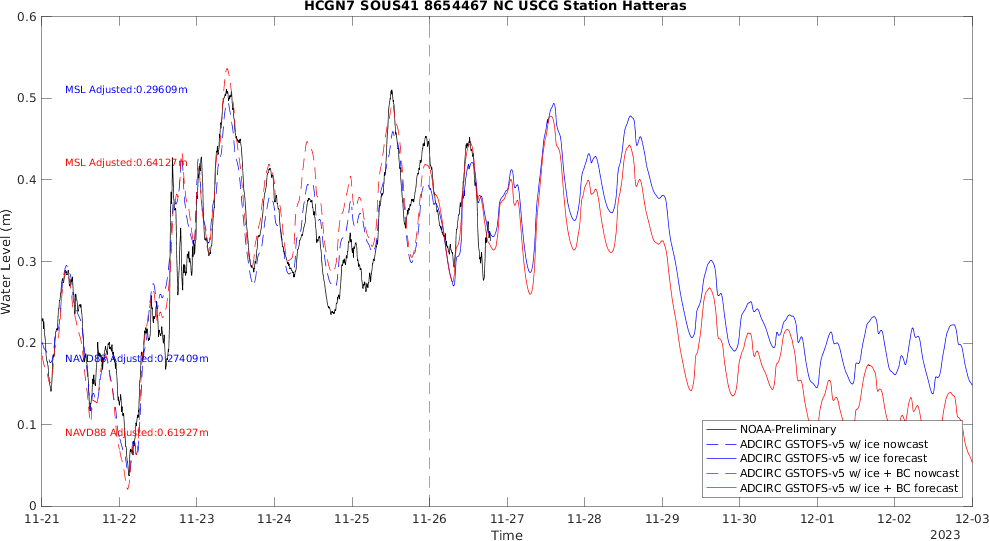 HCGN7 SOUS41 8654467 NC USCG Station Hatteras
0.6
0.5
0.4
0.3
0.2
0.1
0
Water Level (m)
MSL Adjusted:0.29609m
MSL Adjusted:0.64127m
NAVD88 Adjusted:0.27409m
NAVD88 Adjusted:0.61927m
NOAA-Preliminary
ADCIRC GSTOFS-v5 w/ ice nowcast
ADCIRC GSTOFS-v5 w/ ice forecast
ADCIRC GSTOFS-v5 w/ ice + BC nowcast
ADCIRC GSTOFS-v5 w/ ice + BC forecast
11-21 11-22 11-23 11-24 11-25 11-26 11-27 11-28 11-29 11-30 12-01 12-02 12-03
Time
2023